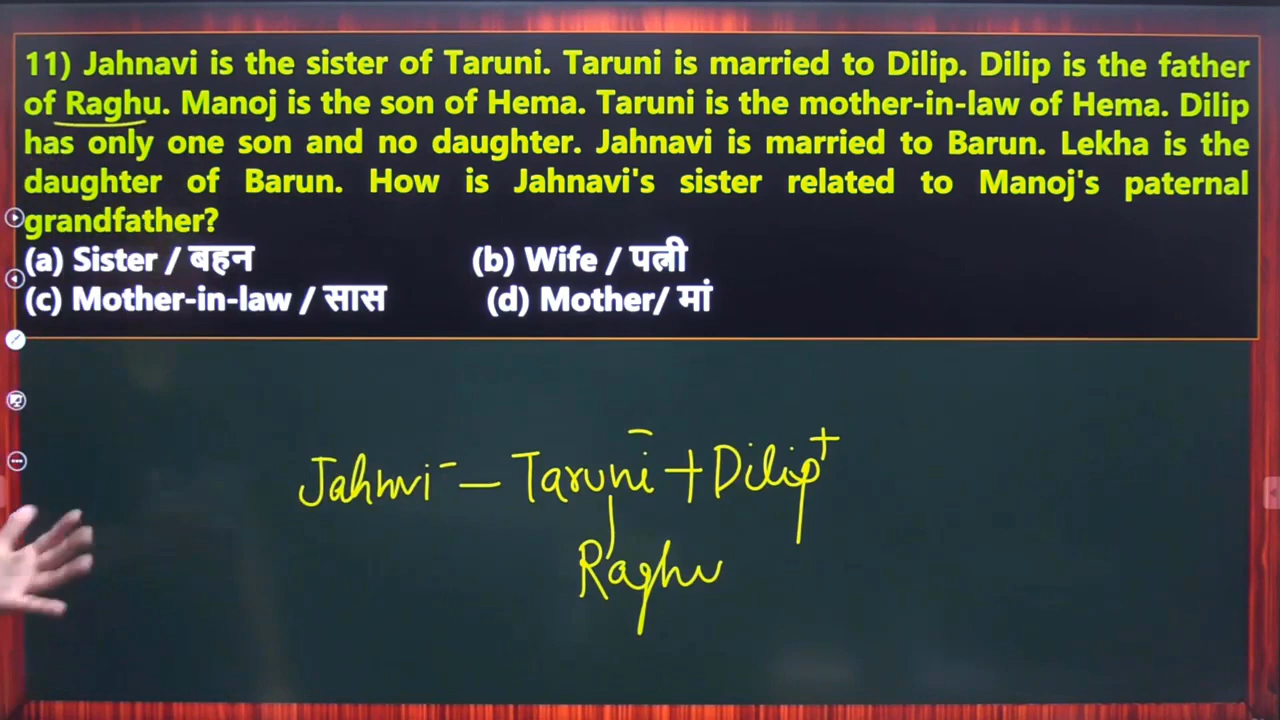 11) Jahnavi is the sister of Taruni. Taruni is married to Dilip. Dilip is the father
of Raghu. Manoj is the son of Hema. Taruni is the mother-in-law of Hema. Dilip
has only one son and no daughter. Jahnavi is married to Barun. Lekha is the
daughter of Barun. How is Jahnavi's sister related to Manoj's paternal
grandfather?
(a) Sister / बहन (b) Wife / पत्नी
(c) Mother-in-law / सास (d) Mother/ मां
Jahnvi⁻ — Taruni⁻ + Dilip⁺
Raghu